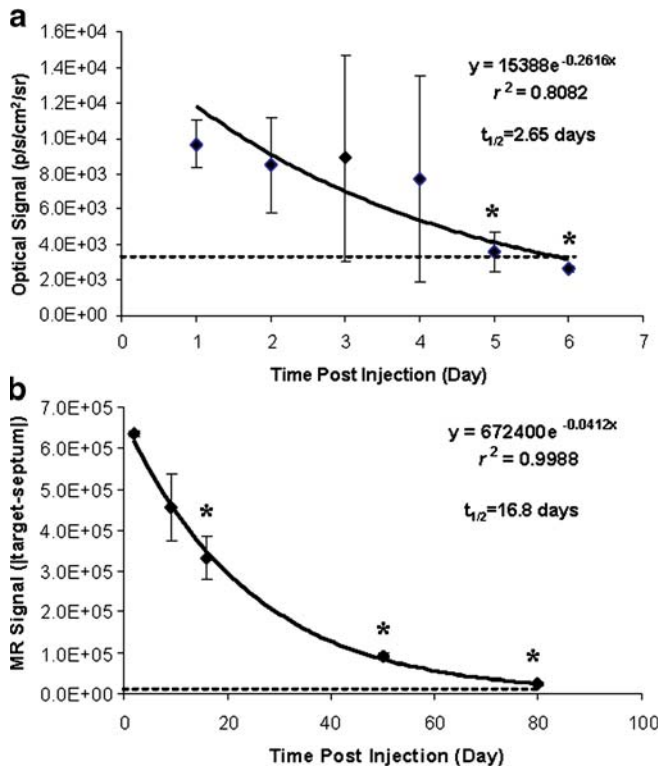 a
Optical Signal (p/s/cm²/sr)
1.6E+04
1.4E+04
1.2E+04
1.0E+04
8.0E+03
6.0E+03
4.0E+03
2.0E+03
0.0E+00
y = 15388e^-0.2616x
r² = 0.8082
t1/2=2.65 days
*
*
0 1 2 3 4 5 6 7
Time Post Injection (Day)
b
MR Signal (|target-septum|)
7.0E+05
6.0E+05
5.0E+05
4.0E+05
3.0E+05
2.0E+05
1.0E+05
0.0E+00
y = 672400e^-0.0412x
r² = 0.9988
t1/2=16.8 days
*
*
*
0 20 40 60 80 100
Time Post Injection (Day)